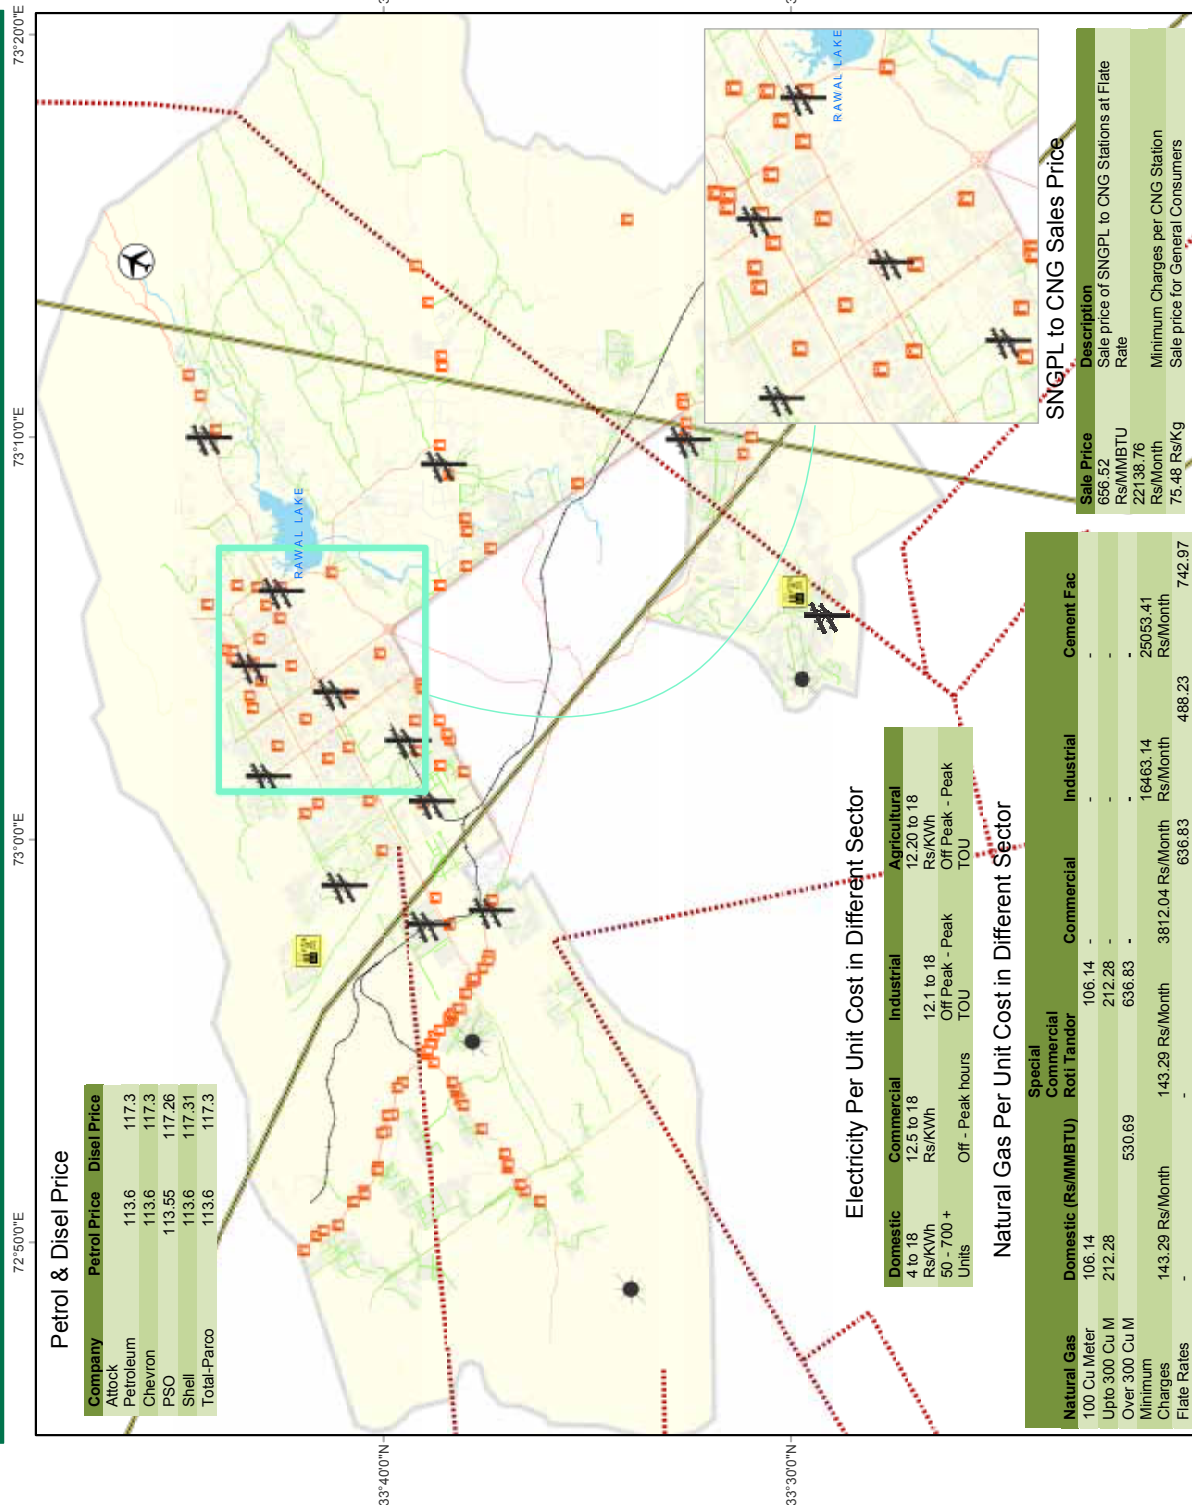 73°20'0"E
73°10'0"E
73°0'0"E
72°50'0"E
33°40'0"N
33°30'0"N
RAWAL LAKE
RAWAL LAKE
Petrol & Disel Price
Company Petrol Price Disel Price
Attock
Petroleum 113.6 117.3
Chevron 113.6 117.3
PSO 113.55 117.26
Shell 113.6 117.31
Total-Parco 113.6 117.3
Electricity Per Unit Cost in Different Sector
Domestic Commercial Industrial Agricultural
4 to 18 12.5 to 18 12.1 to 18 12.20 to 18
Rs/KWh Rs/KWh Off Peak - Peak Rs/KWh
50 - 700 + Off - Peak hours TOU Off Peak - Peak
Units TOU
Natural Gas Per Unit Cost in Different Sector
Special
Commercial
Natural Gas Domestic (Rs/MMBTU) Roti Tandor Commercial Industrial Cement Fac
100 Cu Meter 106.14 106.14 - - -
Upto 300 Cu M 212.28 212.28 - - -
Over 300 Cu M 530.69 636.83 - - -
Minimum 16463.14 25053.41
Charges 143.29 Rs/Month 143.29 Rs/Month 3812.04 Rs/Month Rs/Month Rs/Month
Flate Rates - - 636.83 488.23 742.97
SNGPL to CNG Sales Price
Sale Price Description
656.52 Sale price of SNGPL to CNG Stations at Flate
Rs/MMBTU Rate
22138.76
Rs/Month Minimum Charges per CNG Station
75.48 Rs/Kg Sale price for General Consumers